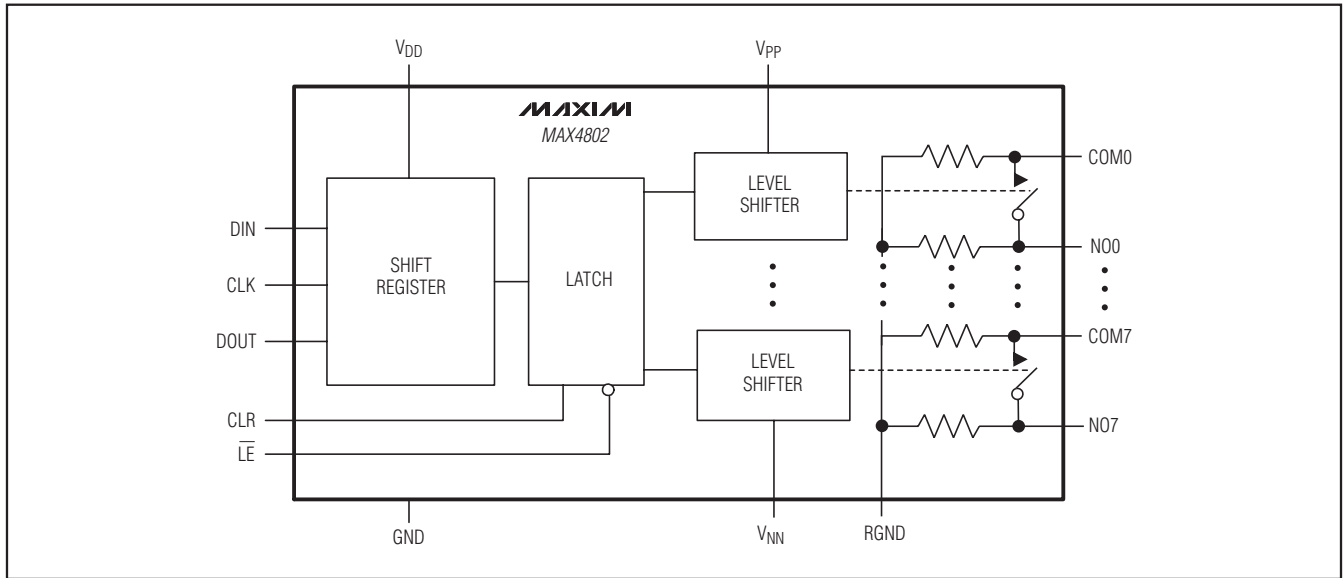 VDD
VPP
MAXIM
MAX4802
DIN
CLK
DOUT
CLR
LE
SHIFT
REGISTER
LATCH
LEVEL
SHIFTER
LEVEL
SHIFTER
COM0
NO0
COM7
NO7
GND
VNN
RGND